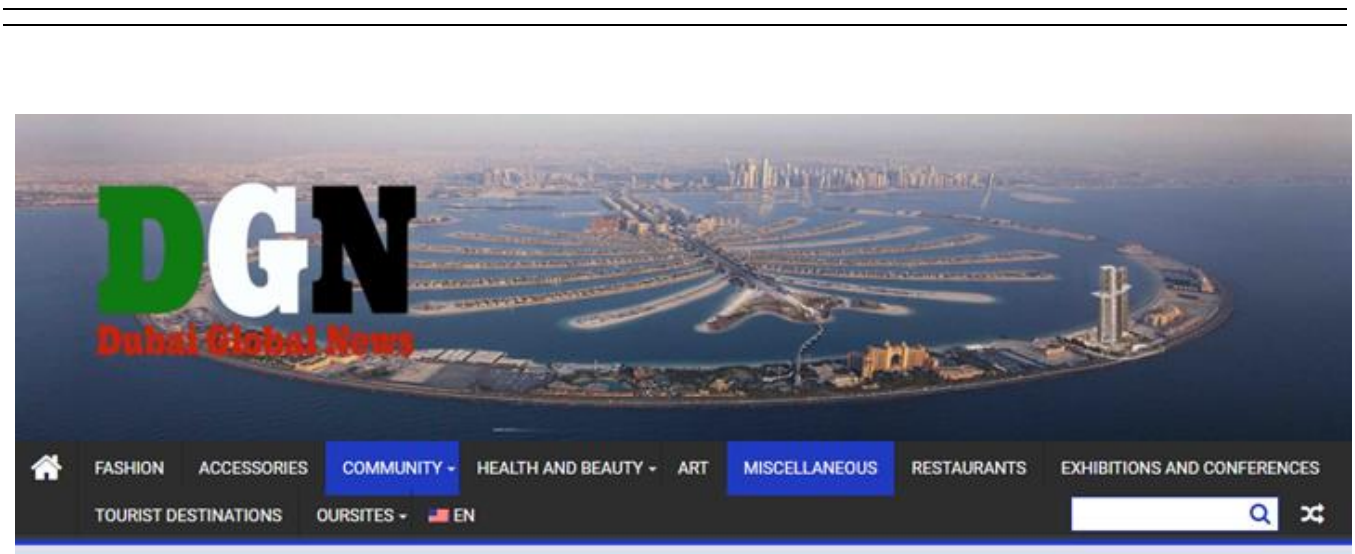 DGN
Dubai Global News
FASHION ACCESSORIES COMMUNITY HEALTH AND BEAUTY ART MISCELLANEOUS RESTAURANTS EXHIBITIONS AND CONFERENCES
TOURIST DESTINATIONS OURSITES EN